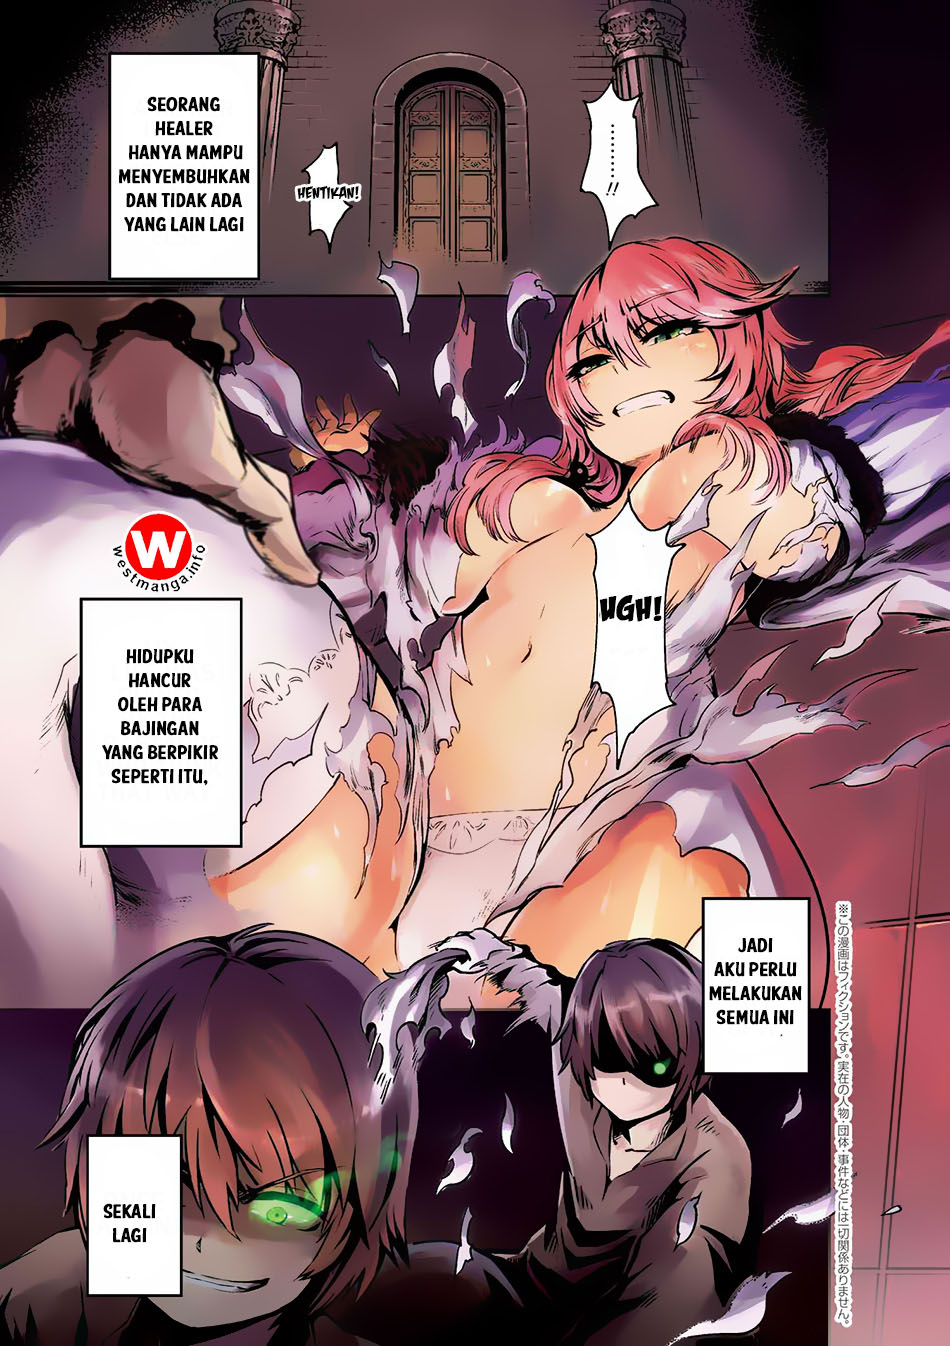 SEORANG
HEALER
HANYA MAMPU
MENYEMBUHKAN
DAN TIDAK ADA
YANG LAIN LAGI
HENTIKAN!
........!!
W
westmanga.info
UGH!
HIDUPKU
HANCUR
OLEH PARA
BAJINGAN
YANG BERPIKIR
SEPERTI ITU,
JADI
AKU PERLU
MELAKUKAN
SEMUA INI
SEKALI
LAGI
※この漫画はフィクションです。実在の人物・団体・事件などには一切関係ありません。